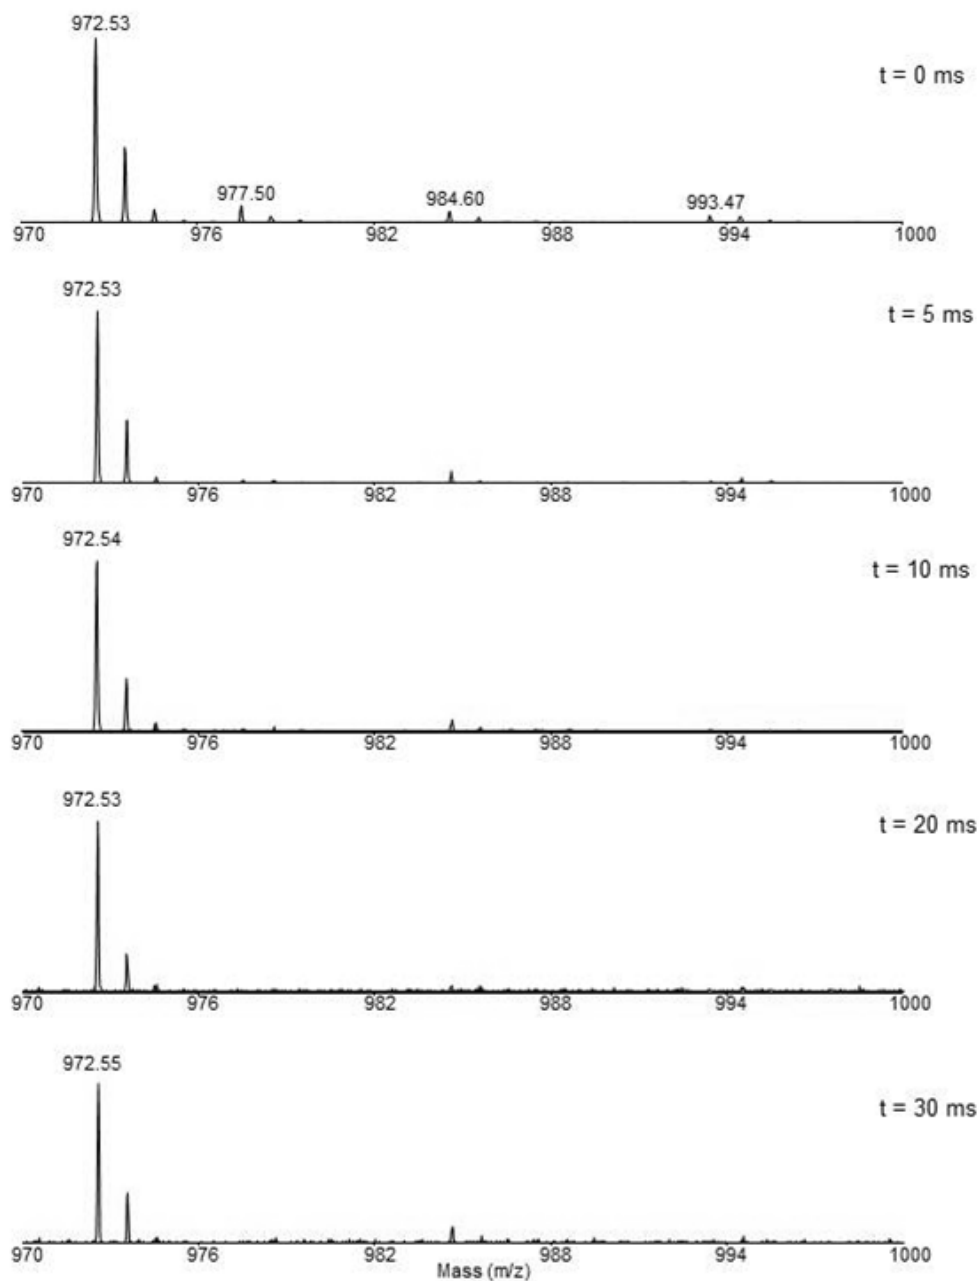 972.53
t = 0 ms
977.50 984.60 993.47
970 976 982 988 994 1000
972.53
t = 5 ms
970 976 982 988 994 1000
972.54
t = 10 ms
970 976 982 988 994 1000
972.53
t = 20 ms
970 976 982 988 994 1000
972.55
t = 30 ms
970 976 982 988 994 1000
Mass (m/z)